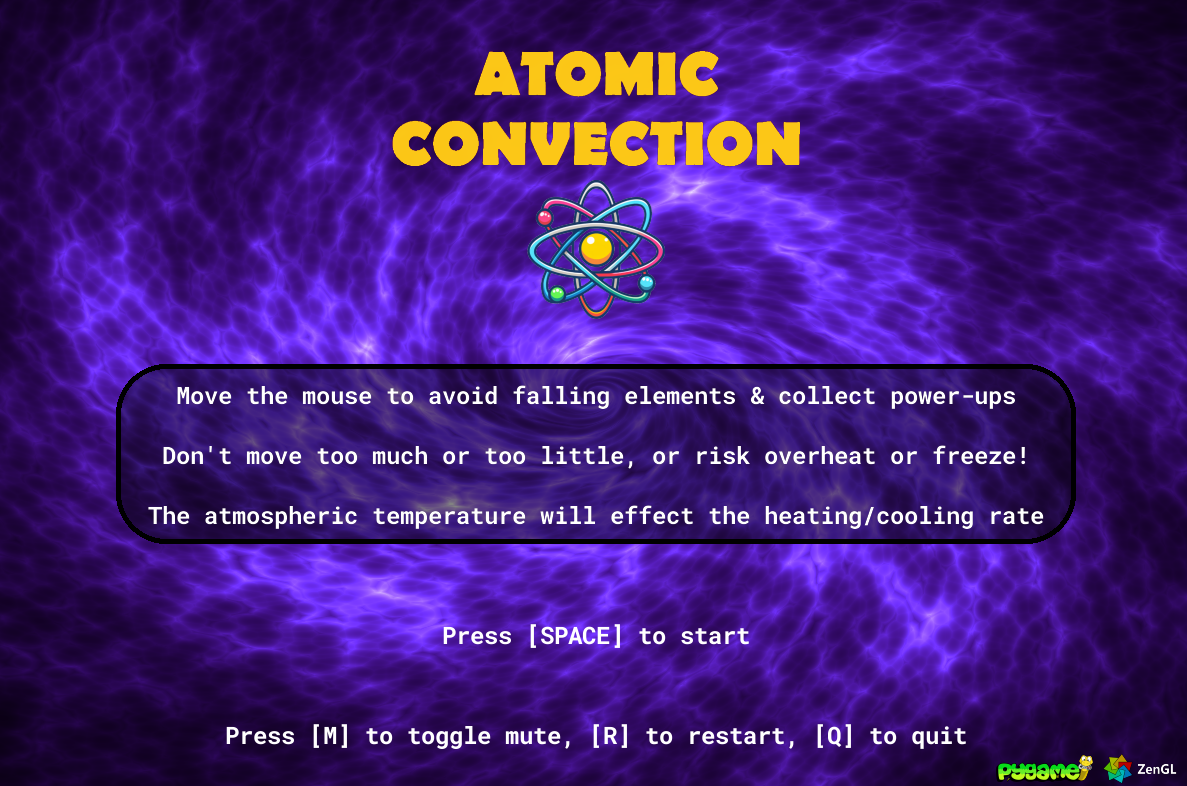 ATOMIC
CONVECTION
Move the mouse to avoid falling elements & collect power-ups
Don't move too much or too little, or risk overheat or freeze!
The atmospheric temperature will effect the heating/cooling rate
Press [SPACE] to start
Press [M] to toggle mute, [R] to restart, [Q] to quit
pygame ZenGL